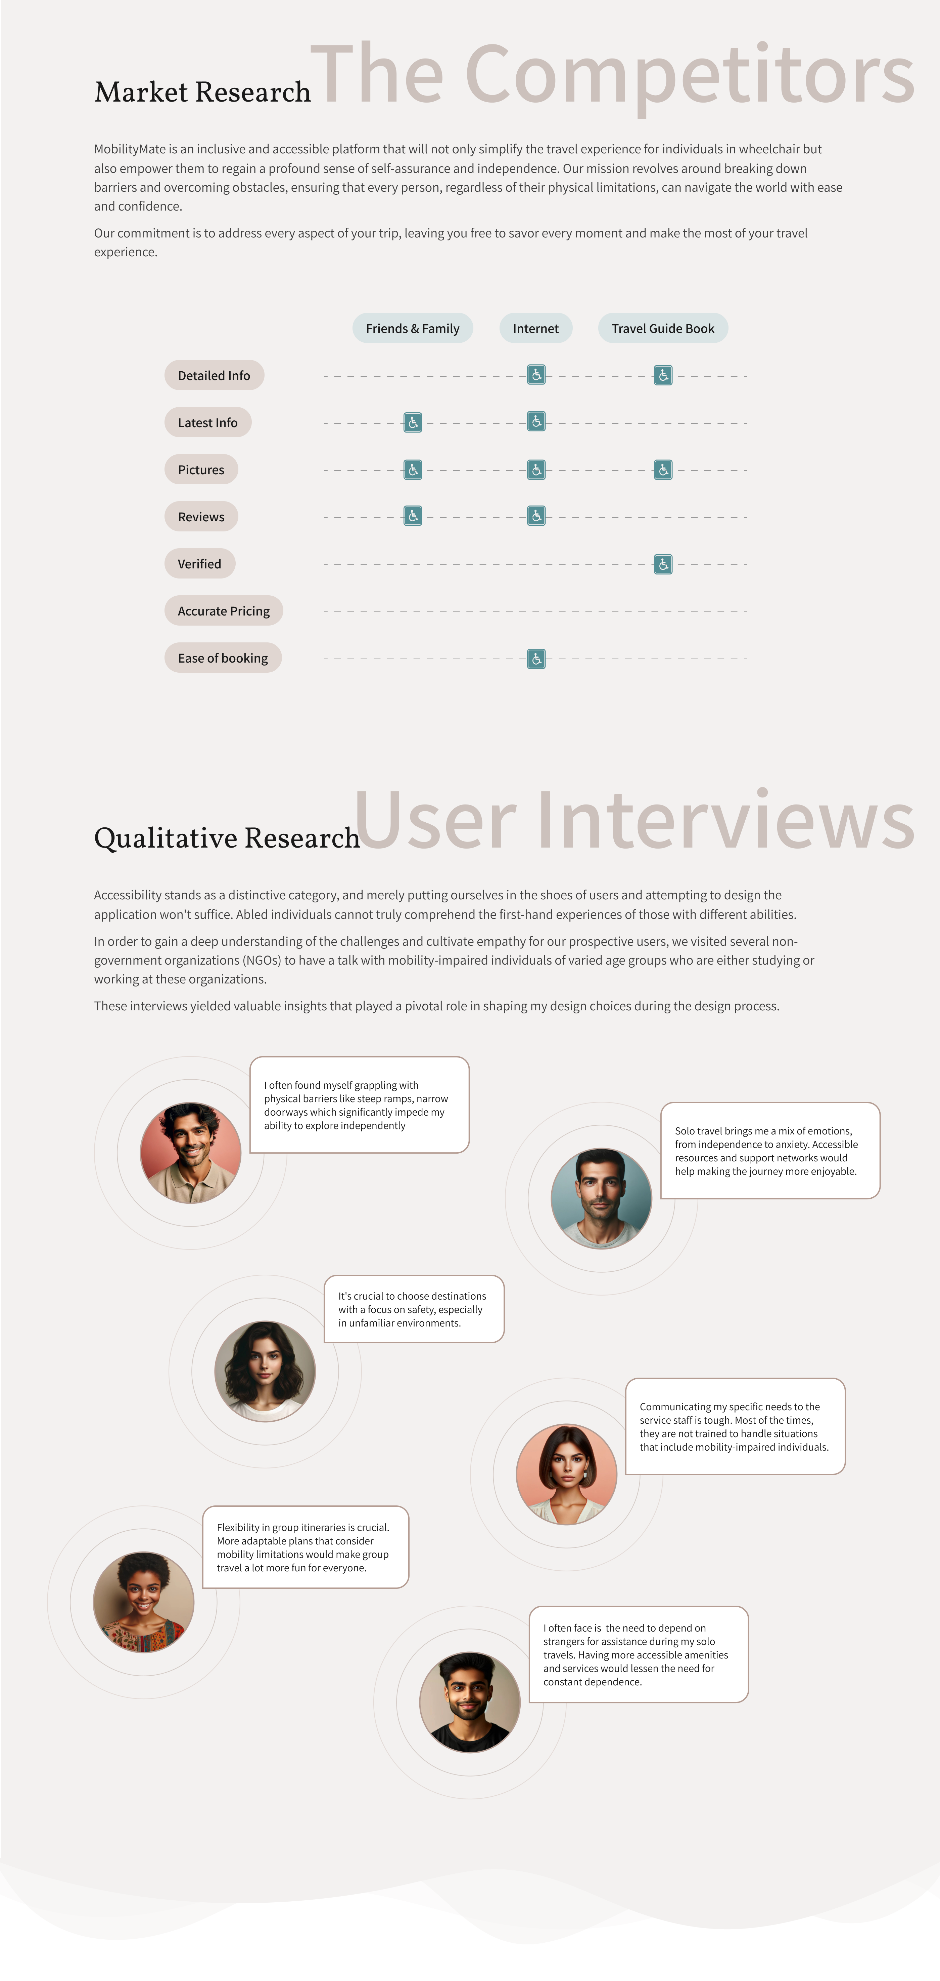 The Competitors
Market Research
MobilityMate is an inclusive and accessible platform that will not only simplify the travel experience for individuals in wheelchair but
also empower them to regain a profound sense of self-assurance and independence. Our mission revolves around breaking down
barriers and overcoming obstacles, ensuring that every person, regardless of their physical limitations, can navigate the world with ease
and confidence.
Our commitment is to address every aspect of your trip, leaving you free to savor every moment and make the most of your travel
experience.
Friends & Family Internet Travel Guide Book
Detailed Info
Latest Info
Pictures
Reviews
Verified
Accurate Pricing
Ease of booking
User Interviews
Qualitative Research
Accessibility stands as a distinctive category, and merely putting ourselves in the shoes of users and attempting to design the
application won't suffice. Abled individuals cannot truly comprehend the first-hand experiences of those with different abilities.
In order to gain a deep understanding of the challenges and cultivate empathy for our prospective users, we visited several non-
government organizations (NGOs) to have a talk with mobility-impaired individuals of varied age groups who are either studying or
working at these organizations.
These interviews yielded valuable insights that played a pivotal role in shaping my design choices during the design process.
I often found myself grappling with
physical barriers like steep ramps, narrow
doorways which significantly impede my
ability to explore independently
Solo travel brings me a mix of emotions,
from independence to anxiety. Accessible
resources and support networks would
help making the journey more enjoyable.
It's crucial to choose destinations
with a focus on safety, especially
in unfamiliar environments.
Communicating my specific needs to the
service staff is tough. Most of the times,
they are not trained to handle situations
that include mobility-impaired individuals.
Flexibility in group itineraries is crucial.
More adaptable plans that consider
mobility limitations would make group
travel a lot more fun for everyone.
I often face is the need to depend on
strangers for assistance during my solo
travels. Having more accessible amenities
and services would lessen the need for
constant dependence.